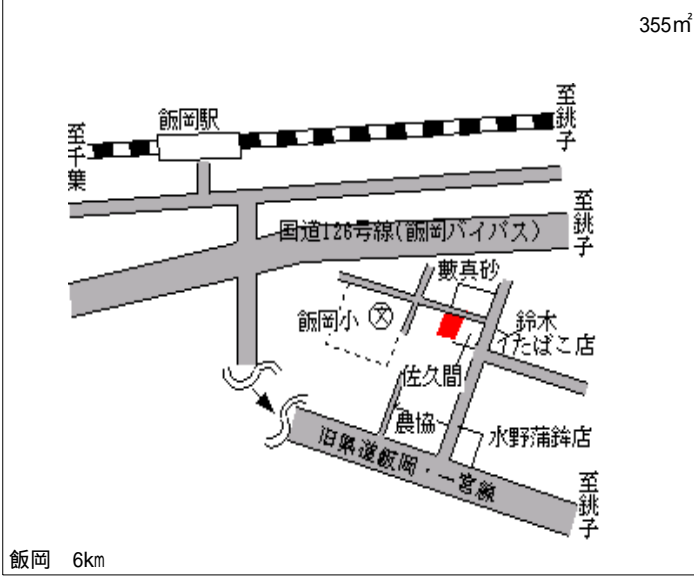 355㎡
至銚子
飯岡駅
至千葉
至銚子
国道126号線(飯岡バイパス)
藪真砂
飯岡小 文
鈴木たばこ店
佐久間
農協
水野蒲鉾店
旧県道飯岡・一宮線
至銚子
飯岡 6km